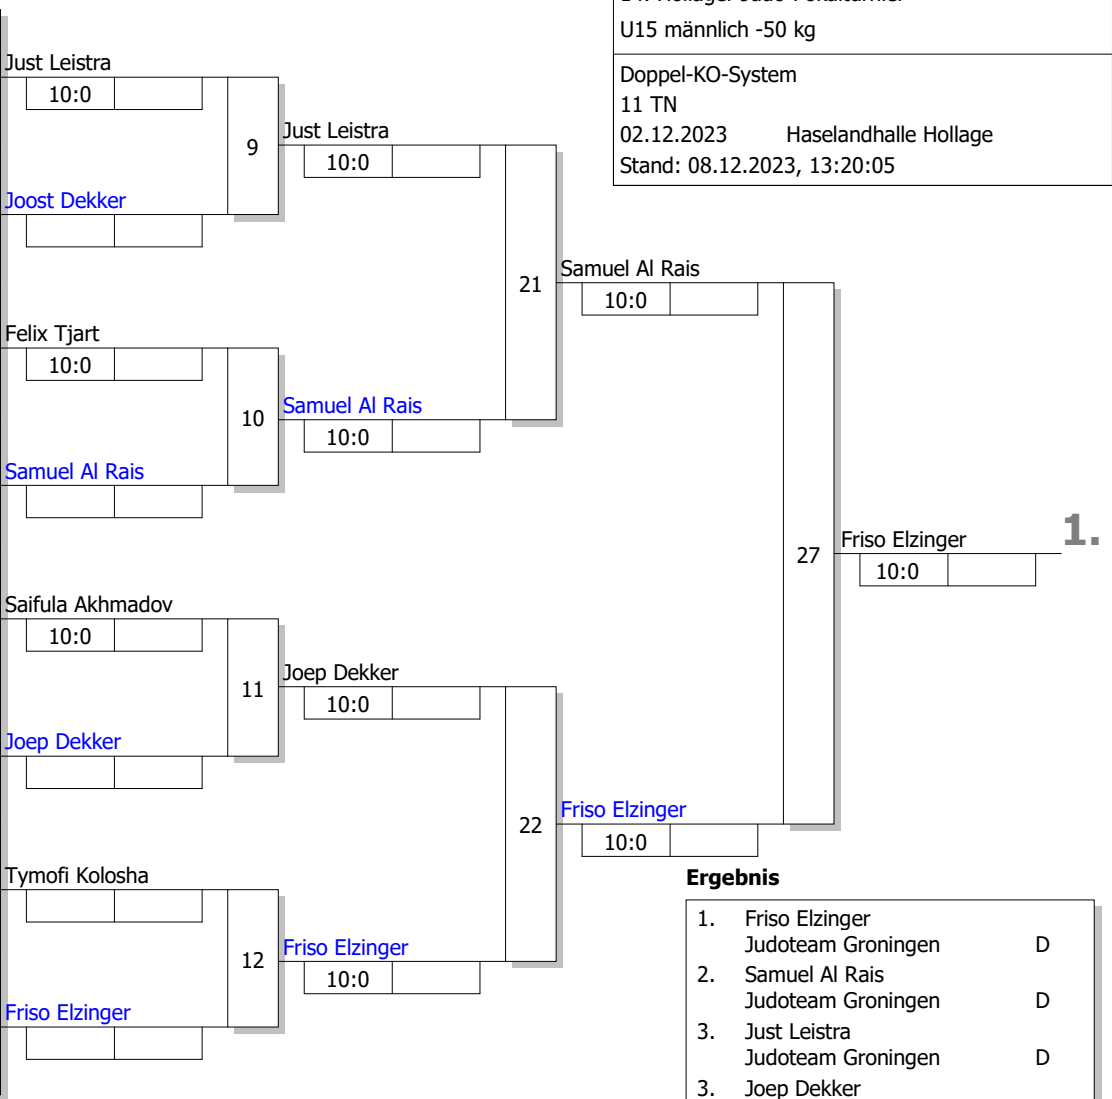 U15 männlich -50 kg
Doppel-KO-System
11 TN
02.12.2023 Haselandhalle Hollage
Stand: 08.12.2023, 13:20:05
Just Leistra
10:0
9
Joost Dekker
Just Leistra
10:0
Felix Tjart
10:0
10
Samuel Al Rais
Samuel Al Rais
10:0
21
Samuel Al Rais
10:0
Saifula Akhmadov
10:0
11
Joep Dekker
Joep Dekker
10:0
Tymofi Kolosha
12
Friso Elzinger
Friso Elzinger
10:0
22
Friso Elzinger
10:0
27
Friso Elzinger
10:0
1.
Ergebnis
1. Friso Elzinger
Judoteam Groningen D
2. Samuel Al Rais
Judoteam Groningen D
3. Just Leistra
Judoteam Groningen D
3. Joep Dekker